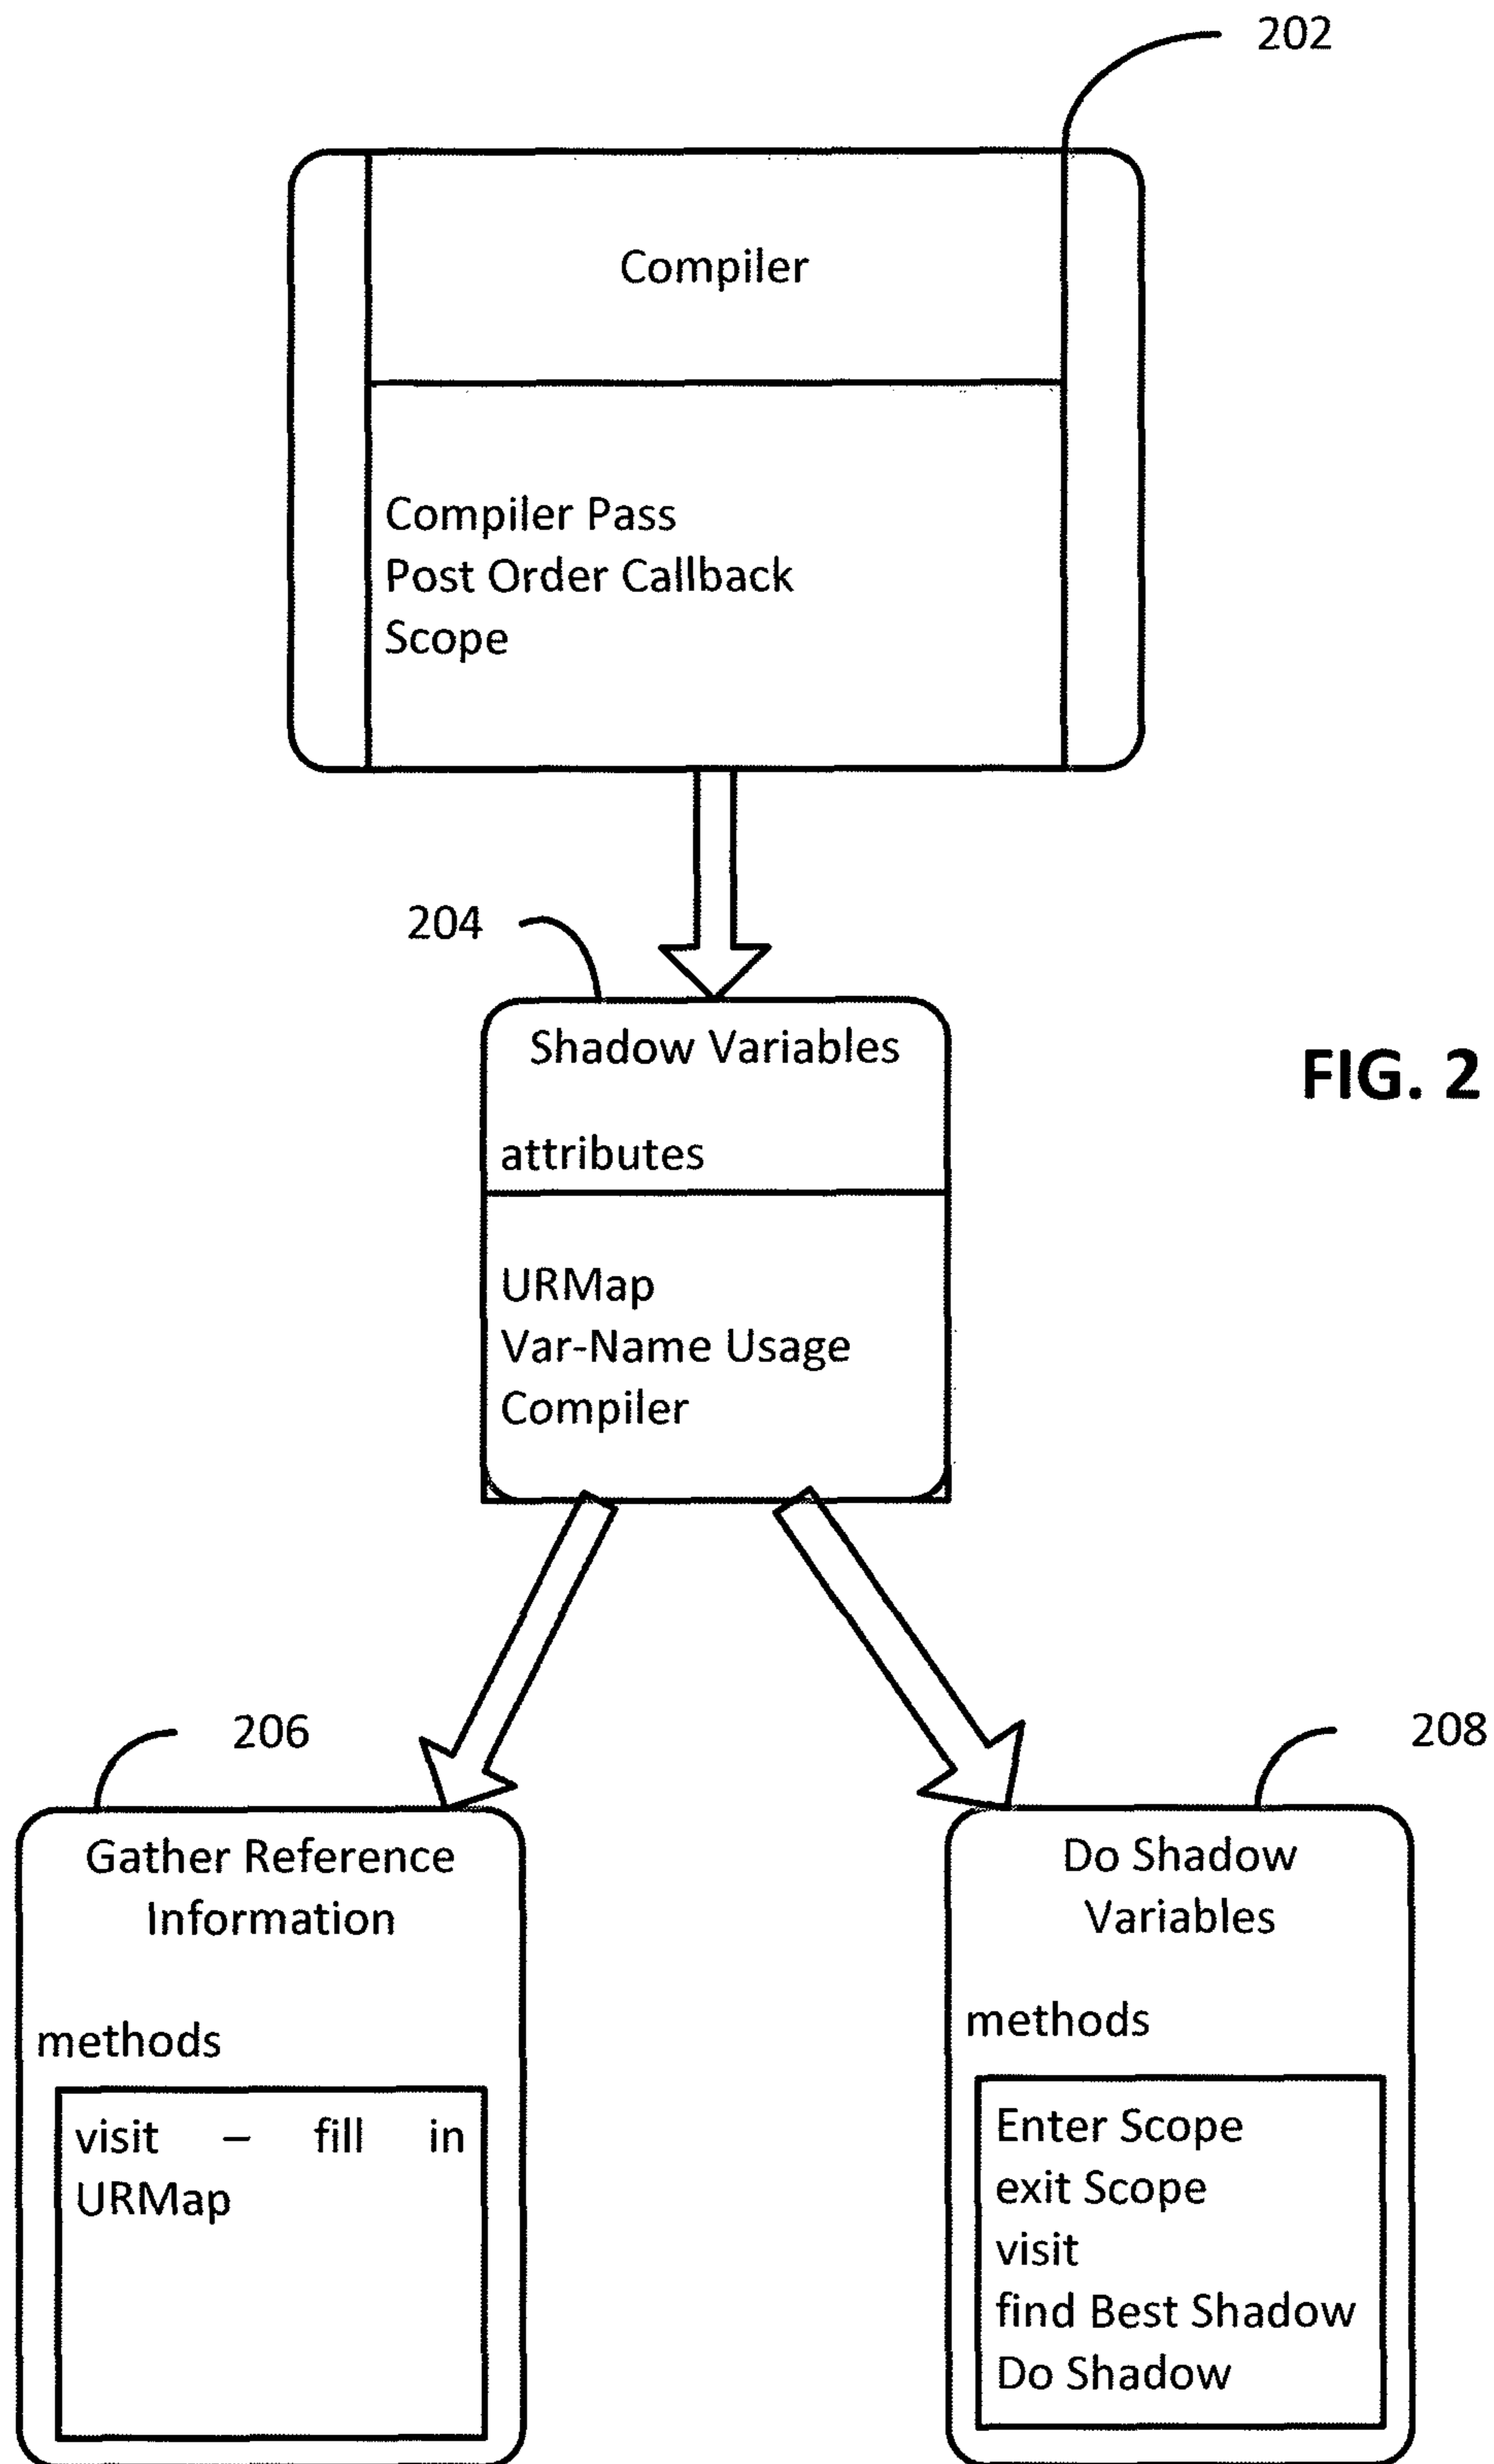 202
Compiler
Compiler Pass
Post Order Callback
Scope
204
Shadow Variables
attributes
URMap
Var-Name Usage
Compiler
FIG. 2
206
Gather Reference
Information
methods
visit – fill in
URMap
208
Do Shadow
Variables
methods
Enter Scope
exit Scope
visit
find Best Shadow
Do Shadow